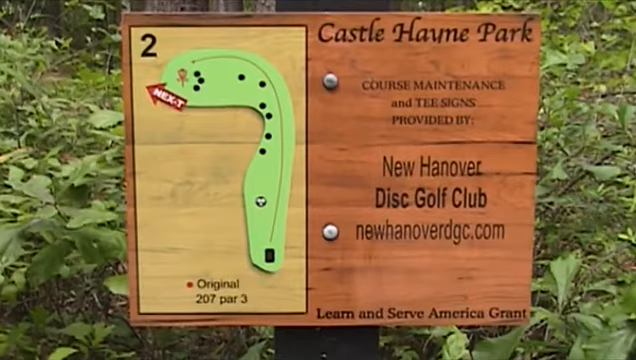 2
NEXT
Original
207 par 3
Castle Hayne Park
COURSE MAINTENANCE
and TEE SIGNS
PROVIDED BY:
New Hanover
Disc Golf Club
newhanoverdgc.com
Learn and Serve America Grant